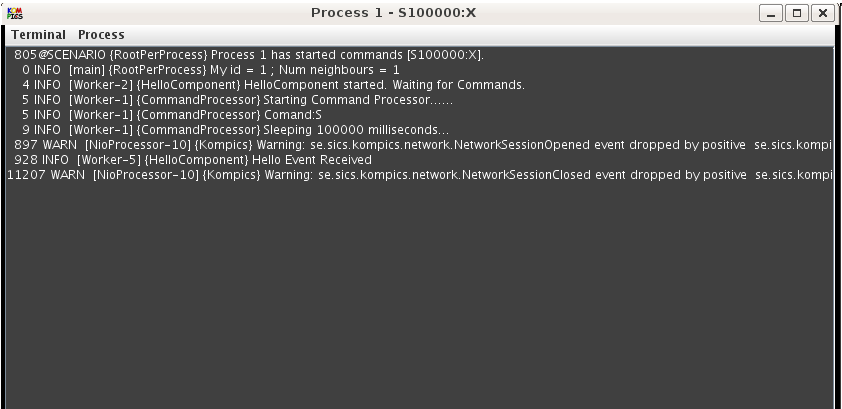 KOM PICS
Process 1 - S100000:X
Terminal Process
805@SCENARIO {RootPerProcess} Process 1 has started commands [S100000:X].
0 INFO [main] {RootPerProcess} My id = 1 ; Num neighbours = 1
4 INFO [Worker-2] {HelloComponent} HelloComponent started. Waiting for Commands.
5 INFO [Worker-1] {CommandProcessor} Starting Command Processor......
5 INFO [Worker-1] {CommandProcessor} Comand:S
9 INFO [Worker-1] {CommandProcessor} Sleeping 100000 milliseconds...
897 WARN [NioProcessor-10] {Kompics} Warning: se.sics.kompics.network.NetworkSessionOpened event dropped by positive se.sics.kompi
928 INFO [Worker-5] {HelloComponent} Hello Event Received
11207 WARN [NioProcessor-10] {Kompics} Warning: se.sics.kompics.network.NetworkSessionClosed event dropped by positive se.sics.kompi